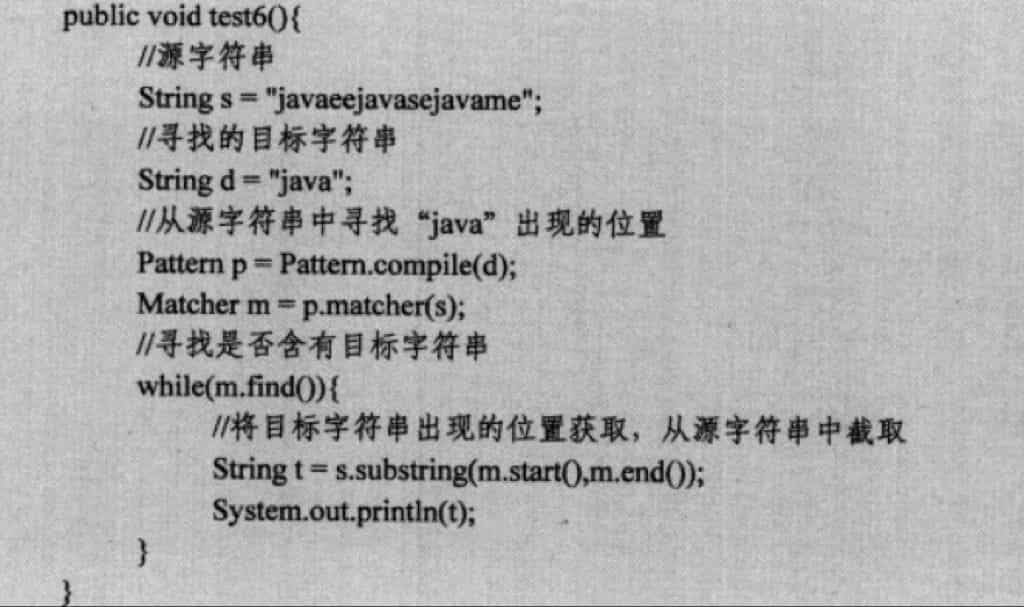 public void test6(){
//源字符串
String s = "javaeejavasejavame";
//寻找的目标字符串
String d = "java";
//从源字符串中寻找“java”出现的位置
Pattern p = Pattern.compile(d);
Matcher m = p.matcher(s);
//寻找是否含有目标字符串
while(m.find()){
//将目标字符串出现的位置获取，从源字符串中截取
String t = s.substring(m.start(),m.end());
System.out.println(t);
}
}